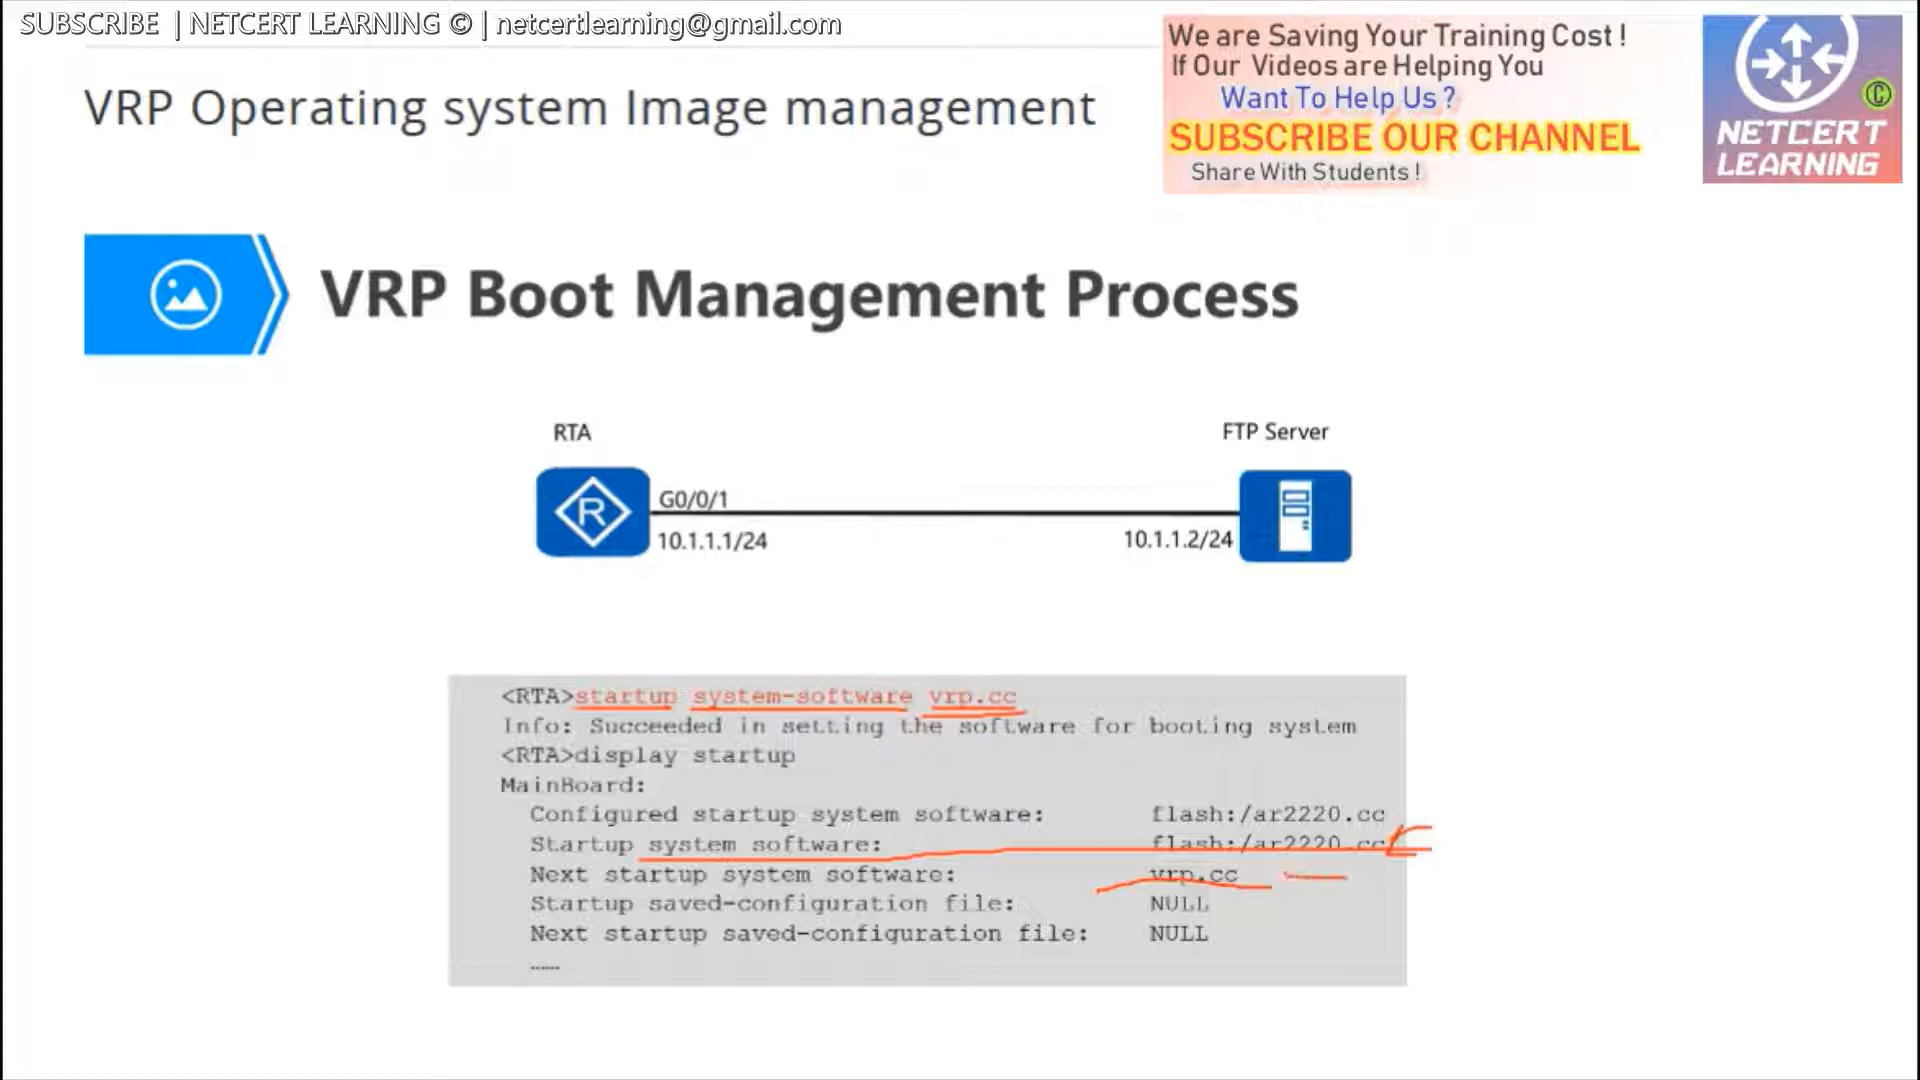 SUBSCRIBE | NETCERT LEARNING © | netcertlearning@gmail.com
We are Saving Your Training Cost !
If Our Videos are Helping You
Want To Help Us ?
SUBSCRIBE OUR CHANNEL
Share With Students !
©
NETCERT
LEARNING
VRP Operating system Image management
VRP Boot Management Process
RTA
FTP Server
R
G0/0/1
10.1.1.1/24
10.1.1.2/24
<RTA>startup system-software vrp.cc
Info: Succeeded in setting the software for booting system
<RTA>display startup
MainBoard:
Configured startup system software: flash:/ar2220.cc
Startup system software: flash:/ar2220.cc
Next startup system software: vrp.cc
Startup saved-configuration file: NULL
Next startup saved-configuration file: NULL
……